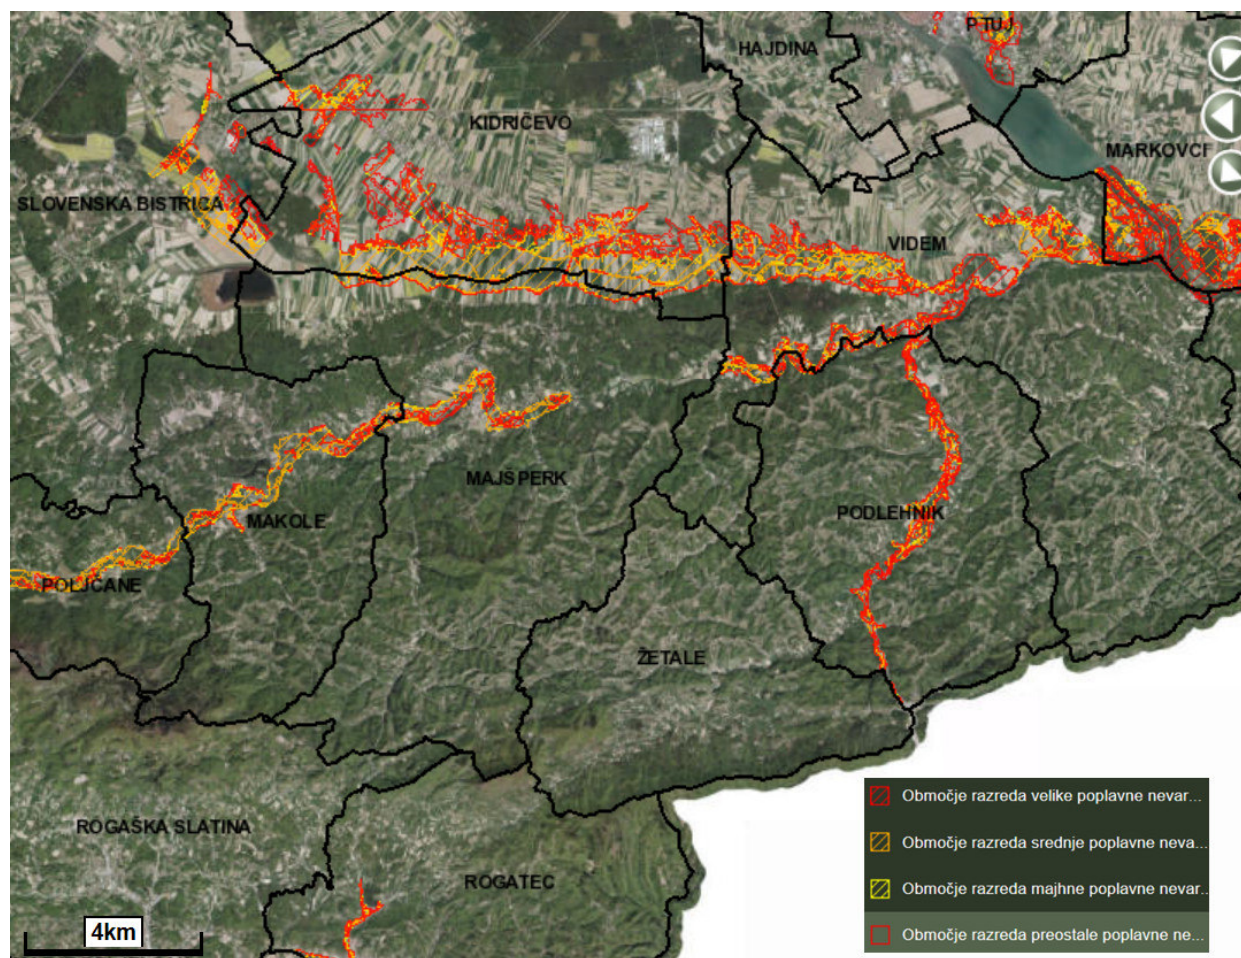 PTUJ
HAJDINA
KIDRIČEVO
MARKOVCI
SLOVENSKA BISTRICA
VIDEM
MAJŠPERK
MAKOLE
PODLEHNIK
POLJČANE
ŽETALE
ROGAŠKA SLATINA
ROGATEC
Območje razreda velike poplavne nevar...
Območje razreda srednje poplavne neva...
Območje razreda majhne poplavne nevar...
Območje razreda preostale poplavne ne...
4km